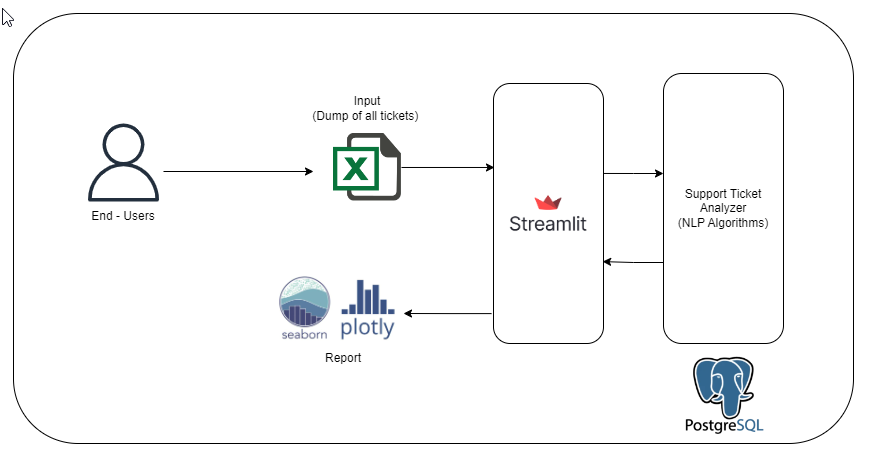 Input
(Dump of all tickets)
X
End - Users
Streamlit
Support Ticket
Analyzer
(NLP Algorithms)
seaborn
plotly
Report
PostgreSQL